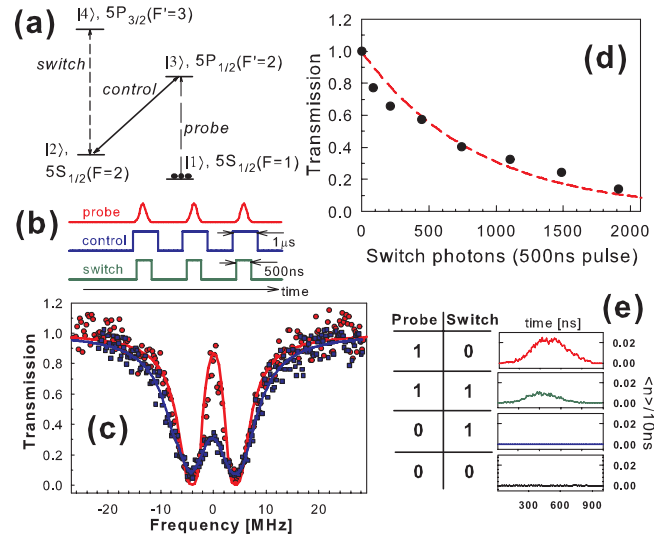 (a)
|4⟩, 5P3/2(F'=3)
switch
control
|3⟩, 5P1/2(F'=2)
probe
|2⟩,
5S1/2(F=2)
|1⟩, 5S1/2(F=1)
(b)
probe
control
1μs
switch
500ns
time
(c)
Transmission
1.2
1.0
0.8
0.6
0.4
0.2
0.0
-20 -10 0 10 20
Frequency [MHz]
(d)
Transmission
1.2
1.0
0.8
0.6
0.4
0.2
0.0
0 500 1000 1500 2000
Switch photons (500ns pulse)
(e)
Probe Switch
1 0
1 1
0 1
0 0
time [ns]
0.02
0.00
0.02
0.00
0.02
0.00
0.02
0.00
<n>/10ns
300 600 900